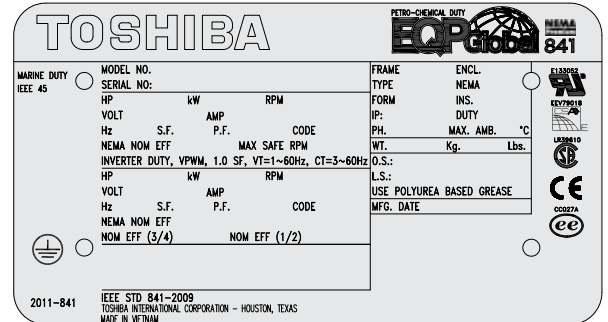 TOSHIBA
PETRO-CHEMICAL DUTY
EQP Global
NEMA
PREMIUM
841
MARINE DUTY
IEEE 45
MODEL NO.
SERIAL NO:
HP kW RPM
VOLT AMP
Hz S.F. P.F. CODE
NEMA NOM EFF MAX SAFE RPM
INVERTER DUTY, VPWM, 1.0 SF, VT=1~60Hz, CT=3~60Hz
HP kW RPM
VOLT AMP
Hz S.F. P.F. CODE
NEMA NOM EFF
NOM EFF (3/4) NOM EFF (1/2)
FRAME ENCL.
TYPE NEMA
FORM INS.
IP: DUTY
PH. MAX. AMB. °C
WT. Kg. Lbs.
O.S.:
L.S.:
USE POLYUREA BASED GREASE
MFG. DATE
E133052
EEV79018
LR39610
SA
CE
CC027A
ee
2011-841
IEEE STD 841-2009
TOSHIBA INTERNATIONAL CORPORATION - HOUSTON, TEXAS
MADE IN VIETNAM